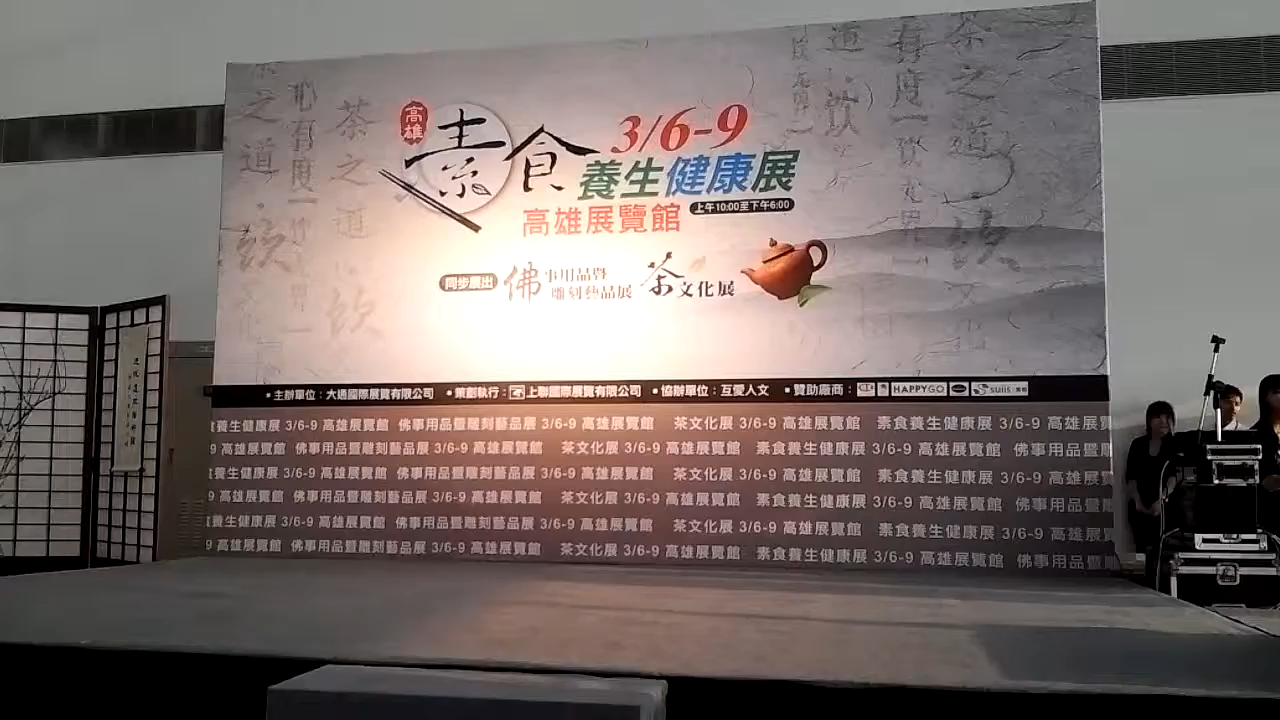 高雄
素食
3/6-9
養生健康展
高雄展覽館
上午10:00至下午6:00
同步展出
佛事用品暨雕刻藝品展
茶文化展
•主辦單位：大通國際展覽有限公司 •策劃執行：上聯國際展覽有限公司 •協辦單位：互愛人文 •贊助廠商： HAPPYGO suiis
養生健康展 3/6-9 高雄展覽館 佛事用品暨雕刻藝品展 3/6-9 高雄展覽館 茶文化展 3/6-9 高雄展覽館 素食養生健康展 3/6-9 高雄展覽
9 高雄展覽館 佛事用品暨雕刻藝品展 3/6-9 高雄展覽館 茶文化展 3/6-9 高雄展覽館 素食養生健康展 3/6-9 高雄展覽館 佛事用品暨
養生健康展 3/6-9 高雄展覽館 佛事用品暨雕刻藝品展 3/6-9 高雄展覽館 茶文化展 3/6-9 高雄展覽館 素食養生健康展 3/6-9 高雄展覽
9 高雄展覽館 佛事用品暨雕刻藝品展 3/6-9 高雄展覽館 茶文化展 3/6-9 高雄展覽館 素食養生健康展 3/6-9 高雄展覽館 佛事用品暨
養生健康展 3/6-9 高雄展覽館 佛事用品暨雕刻藝品展 3/6-9 高雄展覽館 茶文化展 3/6-9 高雄展覽館 素食養生健康展 3/6-9 高雄展覽
9 高雄展覽館 佛事用品暨雕刻藝品展 3/6-9 高雄展覽館 茶文化展 3/6-9 高雄展覽館 素食養生健康展 3/6-9 高雄展覽館 佛事用品暨